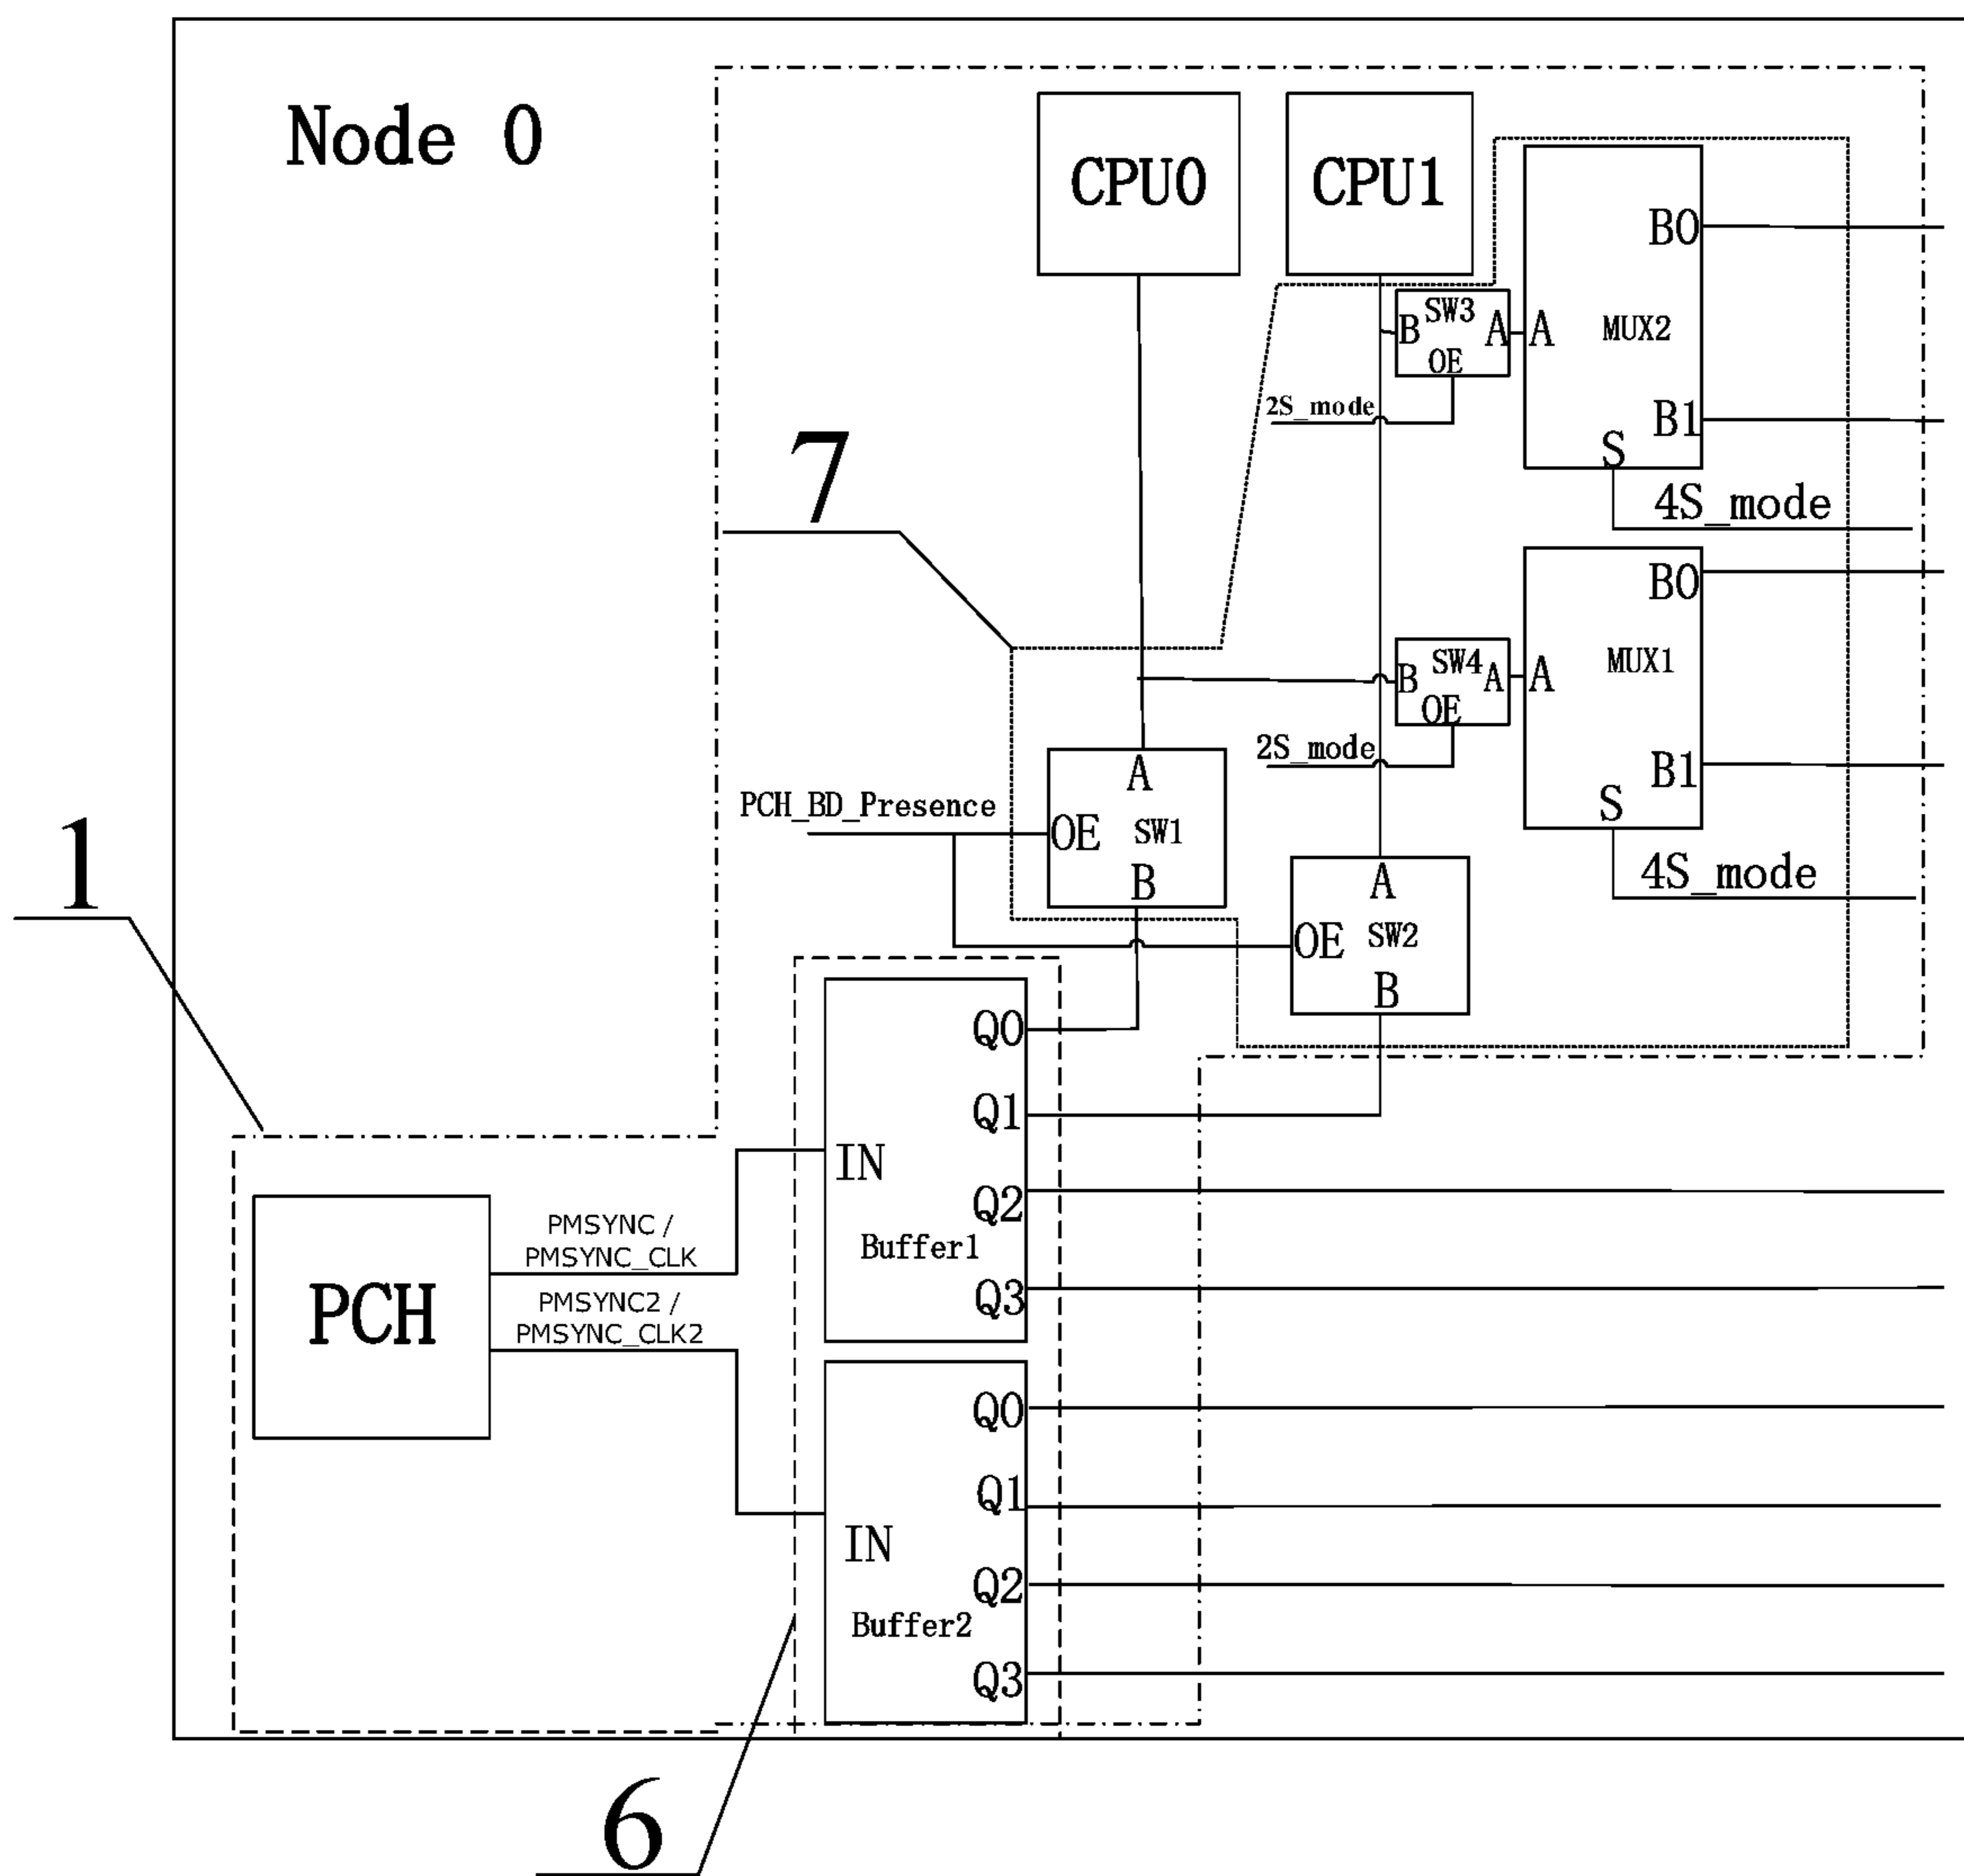 Node 0
CPU0
CPU1
B0
SW3
B
A
A
MUX2
OE
2S_mode
B1
S
7
4S_mode
B0
SW4
B
A
A
MUX1
OE
2S_mode
A
B1
PCH_BD_Presence
S
OE
SW1
1
B
A
4S_mode
OE
SW2
B
Q0
Q1
IN
Q2
PMSYNC /
PMSYNC_CLK
Buffer1
PCH
Q3
PMSYNC2 /
PMSYNC_CLK2
Q0
Q1
IN
Q2
Buffer2
Q3
6